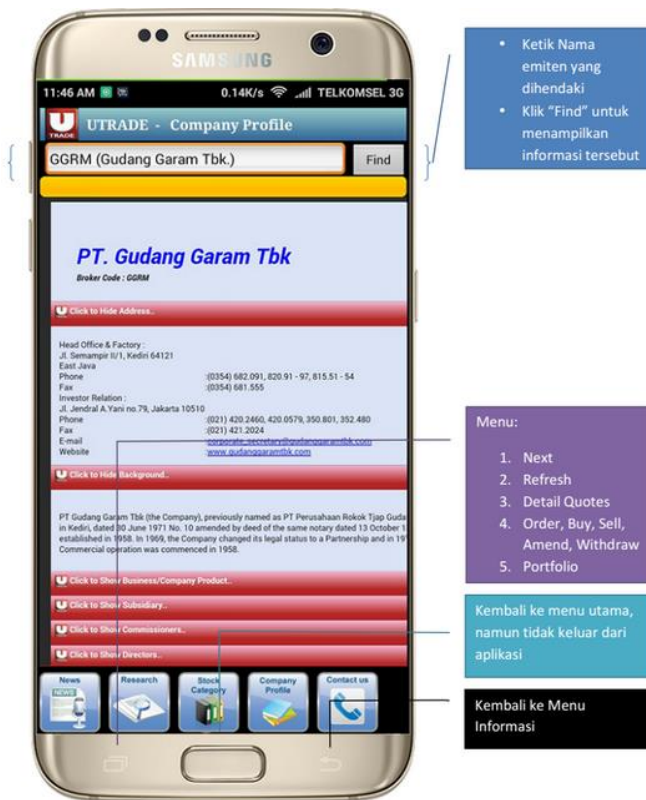 SAMSUNG
11:46 AM
0.14K/s
TELKOMSEL 3G
U
TRADE
UTRADE - Company Profile
GGRM (Gudang Garam Tbk.)
Find
PT. Gudang Garam Tbk
Broker Code : GGRM
Click to Hide Address..
Head Office & Factory :
Jl. Semampir II/1, Kediri 64121
East Java
Phone :(0354) 682.091, 820.91 - 97, 815.51 - 54
Fax :(0354) 681.555
Investor Relation :
Jl. Jendral A.Yani no.79, Jakarta 10510
Phone :(021) 420.2460, 420.0579, 350.801, 352.480
Fax :(021) 421.2024
E-mail :corporate_secretary@gudanggaramtbk.com
Website :www.gudanggaramtbk.com
Click to Hide Background..
PT Gudang Garam Tbk (the Company), previously named as PT Perusahaan Rokok Tjap Guda
in Kediri, dated 30 June 1971 No. 10 amended by deed of the same notary dated 13 October 1
established in 1958. In 1969, the Company changed its legal status to a Partnership and in 19
Commercial operation was commenced in 1958.
Click to Show Business/Company Product..
Click to Show Subsidiary..
Click to Show Commissioners..
Click to Show Directors..
News
NEWS
Research
Stock
Category
Company
Profile
Contact us
• Ketik Nama
emiten yang
dihendaki
• Klik “Find” untuk
menampilkan
informasi tersebut
Menu:
1. Next
2. Refresh
3. Detail Quotes
4. Order, Buy, Sell,
Amend, Withdraw
5. Portfolio
Kembali ke menu utama,
namun tidak keluar dari
aplikasi
Kembali ke Menu
Informasi